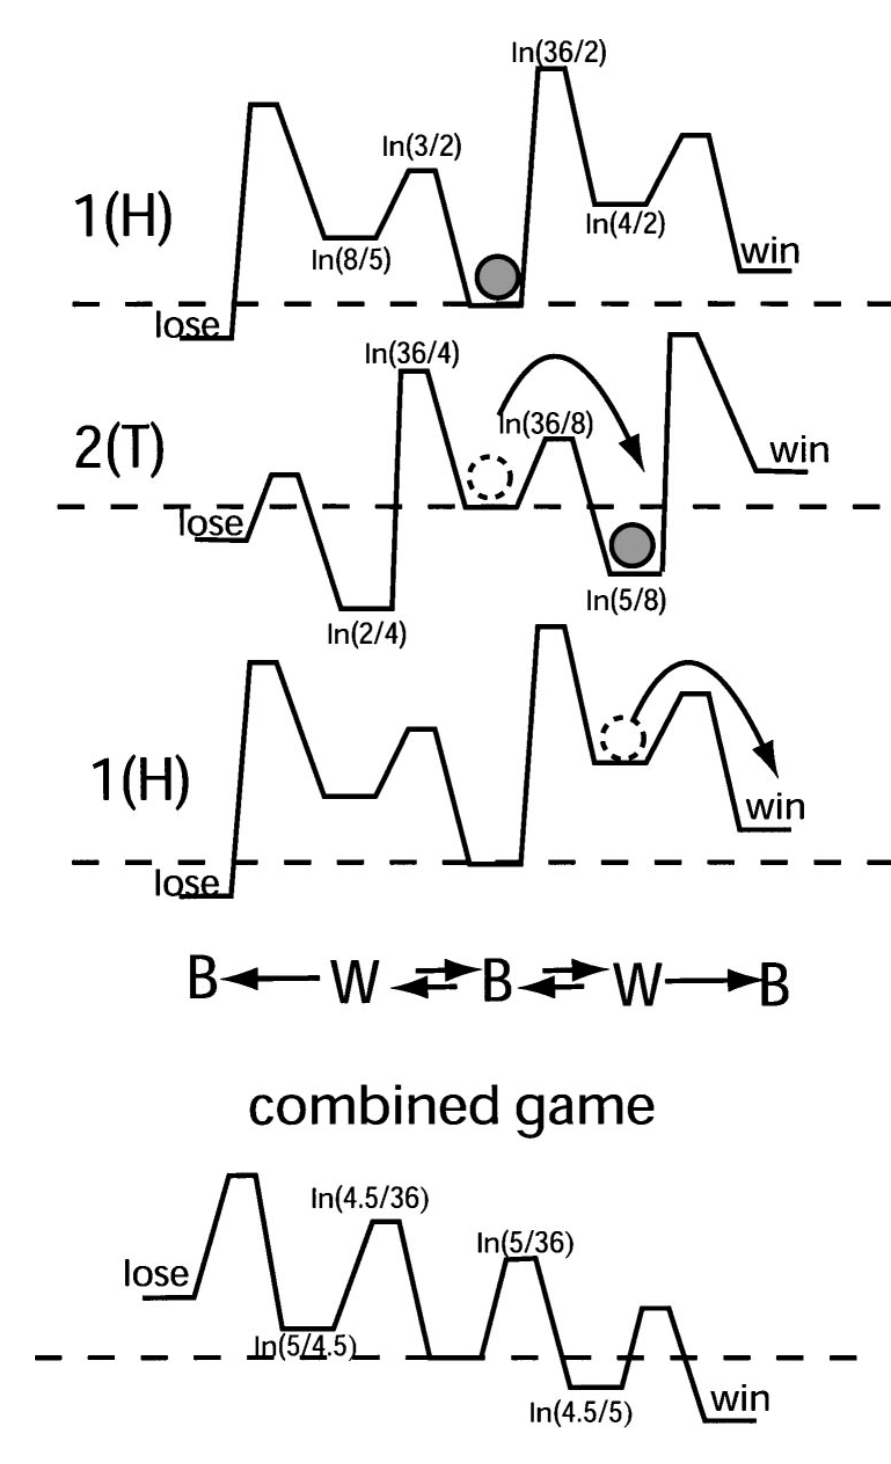 ln(36/2)
ln(3/2)
1(H)
ln(8/5)
ln(4/2)
win
lose
ln(36/4)
ln(36/8)
2(T)
win
lose
ln(5/8)
ln(2/4)
1(H)
win
lose
B W B W B
combined game
ln(4.5/36)
ln(5/36)
lose
ln(5/4.5)
win
ln(4.5/5)